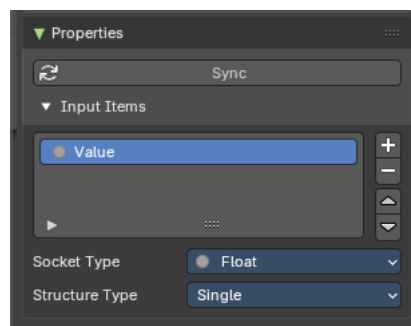 Properties
Sync
Input Items
Value
Socket Type Float
Structure Type Single